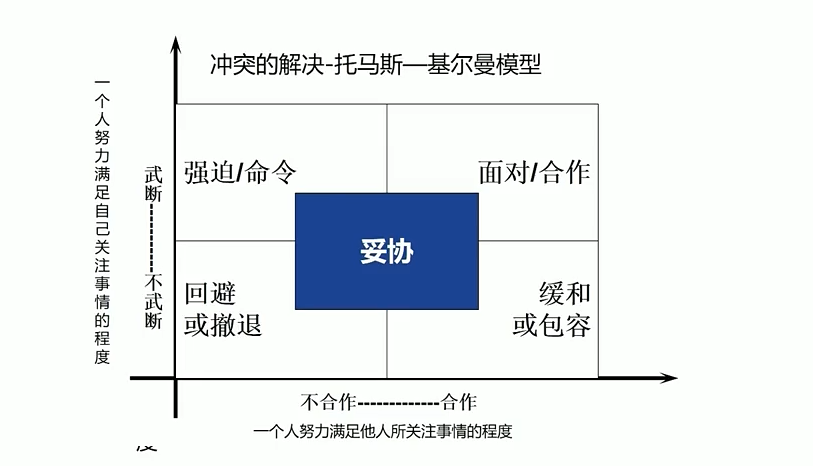 冲突的解决-托马斯—基尔曼模型
一个人努力满足自己关注事情的程度
武断-----------不武断
强迫/命令
面对/合作
妥协
回避
或撤退
缓和
或包容
不合作-------------合作
一个人努力满足他人所关注事情的程度